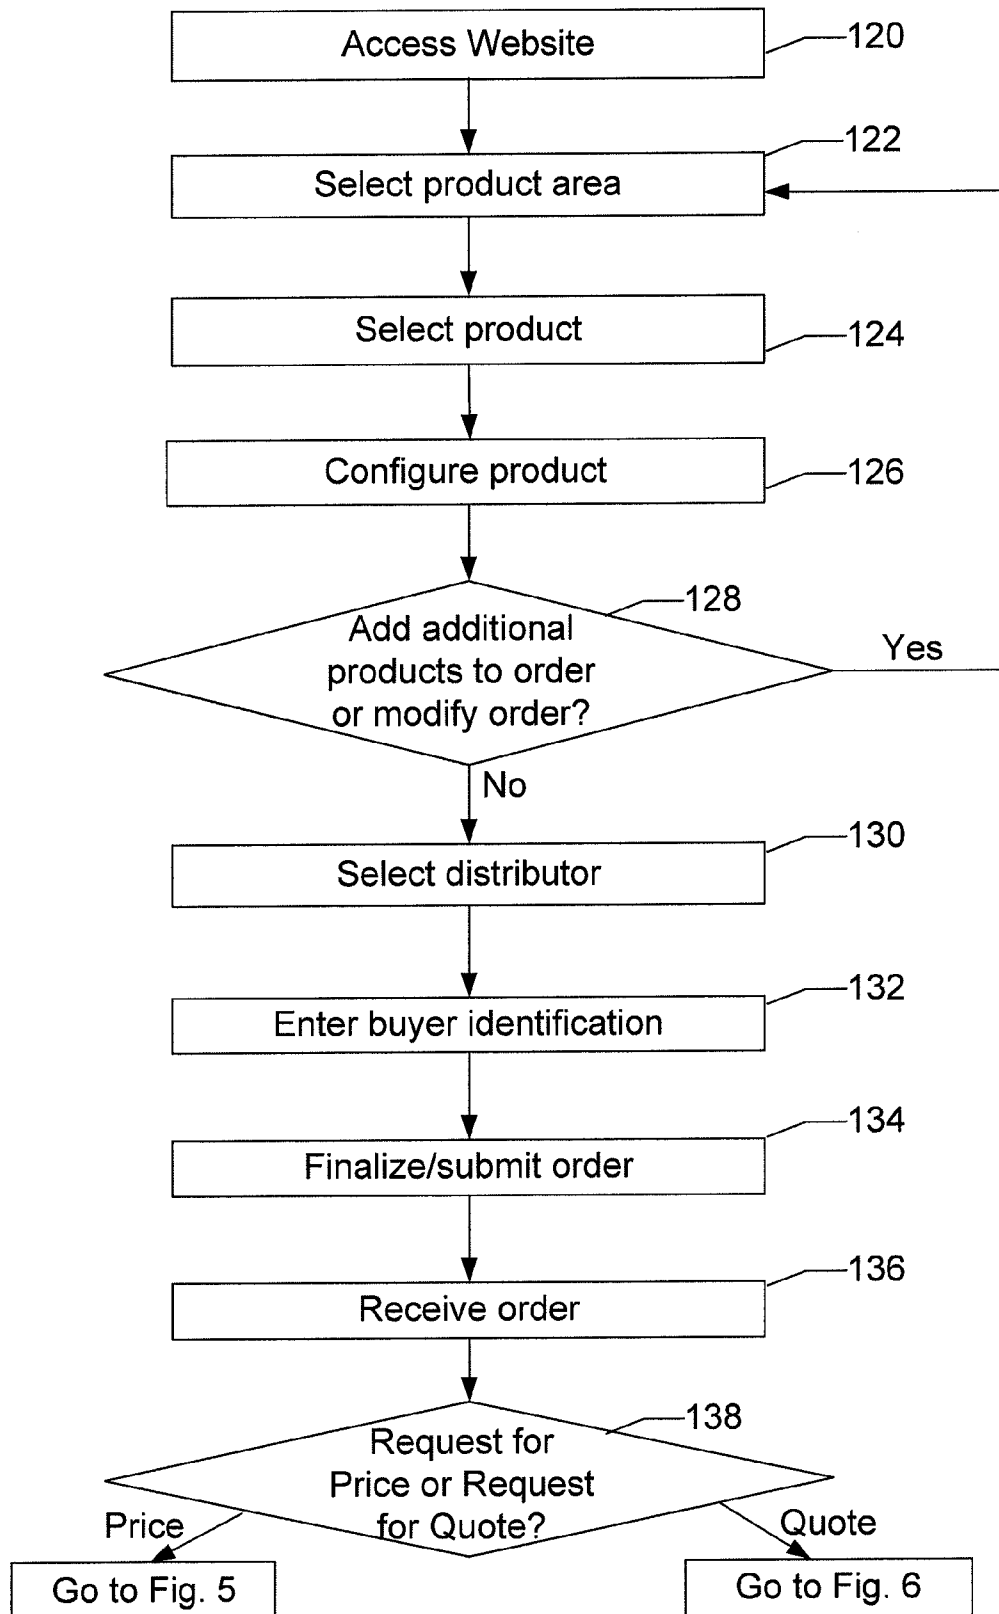 Access Website
120
122
Select product area
Select product
124
Configure product
126
128
Add additional
products to order
or modify order?
Yes
No
130
Select distributor
132
Enter buyer identification
134
Finalize/submit order
136
Receive order
138
Request for
Price or Request
for Quote?
Price
Quote
Go to Fig. 5
Go to Fig. 6